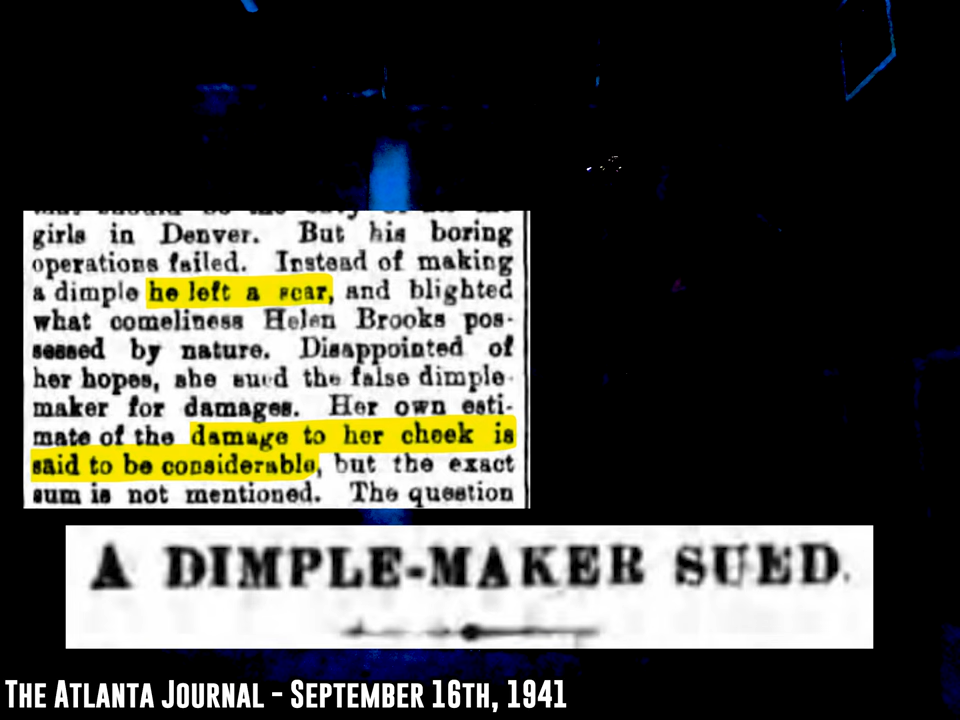 girls in Denver. But his boring
operations failed. Instead of making
a dimple he left a scar, and blighted
what comeliness Helen Brooks pos-
sessed by nature. Disappointed of
her hopes, she sued the false dimple-
maker for damages. Her own esti-
mate of the damage to her cheek is
said to be considerable, but the exact
sum is not mentioned. The question
A DIMPLE-MAKER SUED.
The Atlanta Journal - September 16th, 1941